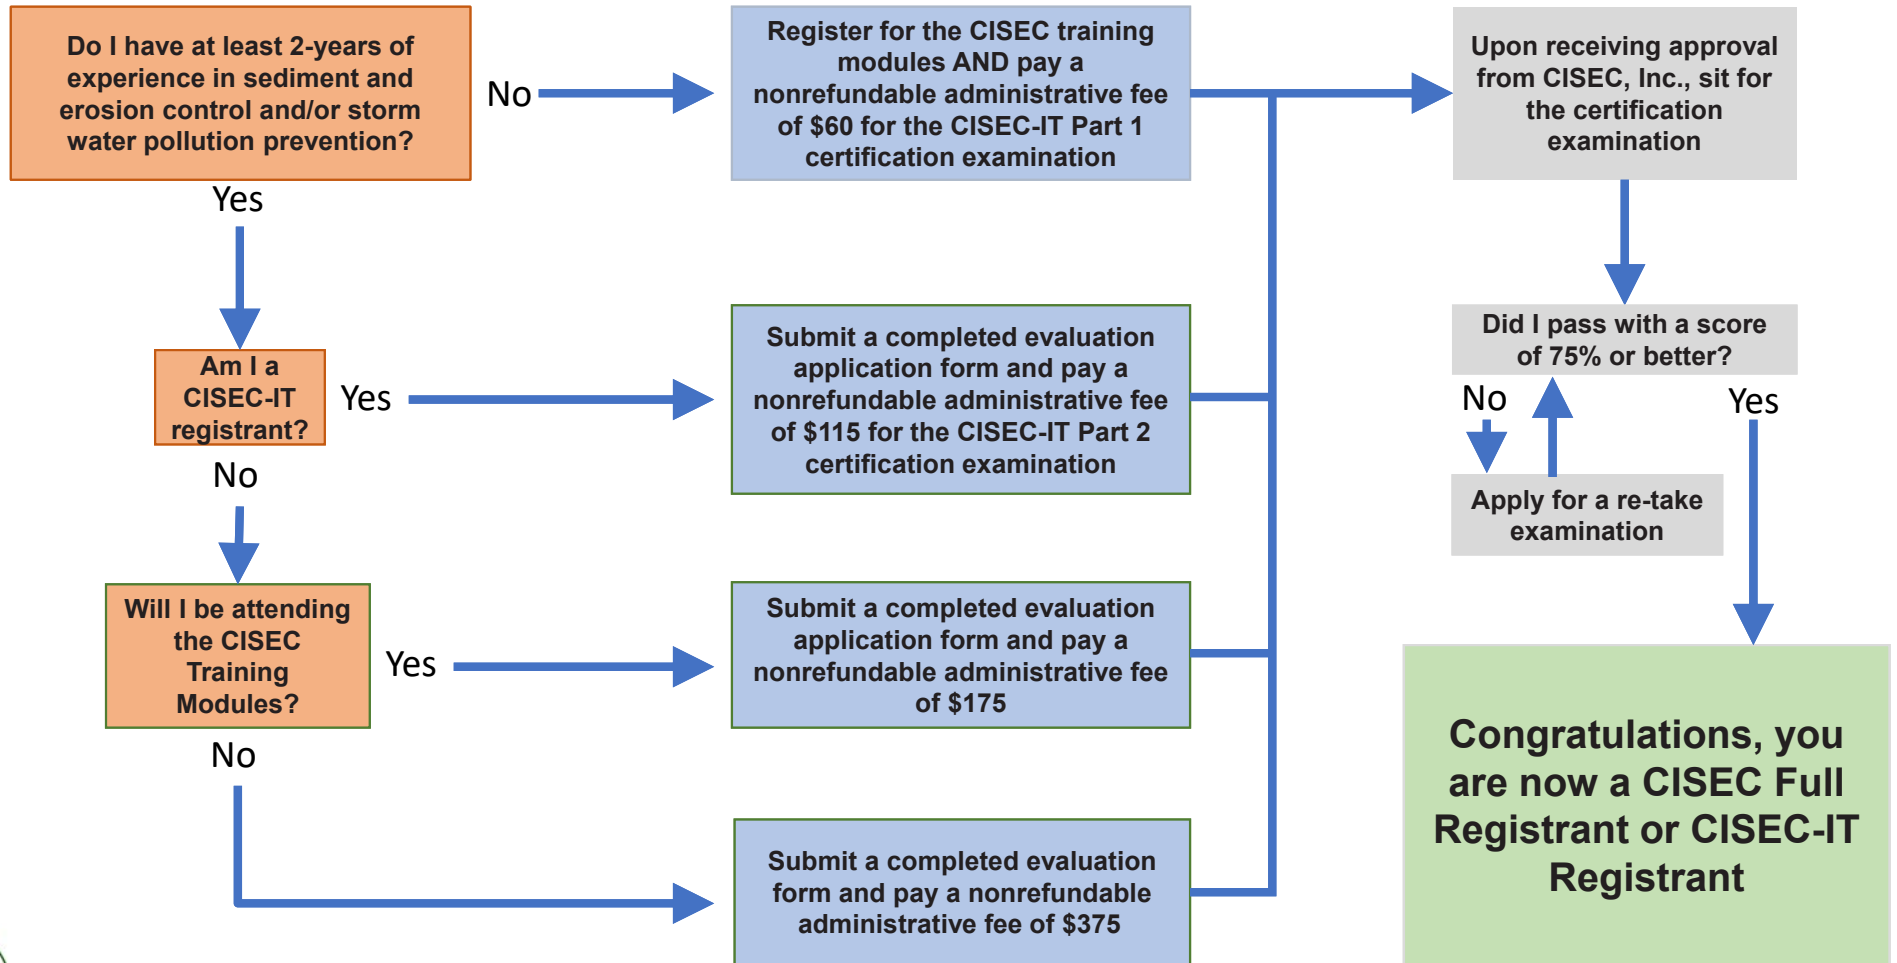 Do I have at least 2-years of
experience in sediment and
erosion control and/or storm
water pollution prevention?
No
Register for the CISEC training
modules AND pay a
nonrefundable administrative fee
of $60 for the CISEC-IT Part 1
certification examination
Upon receiving approval
from CISEC, Inc., sit for
the certification
examination
Yes
Am I a
CISEC-IT
registrant?
Yes
Submit a completed evaluation
application form and pay a
nonrefundable administrative fee
of $115 for the CISEC-IT Part 2
certification examination
Did I pass with a score
of 75% or better?
No
Yes
Apply for a re-take
examination
No
Will I be attending
the CISEC
Training
Modules?
Yes
Submit a completed evaluation
application form and pay a
nonrefundable administrative fee
of $175
No
Submit a completed evaluation
form and pay a nonrefundable
administrative fee of $375
Congratulations, you
are now a CISEC Full
Registrant or CISEC-IT
Registrant